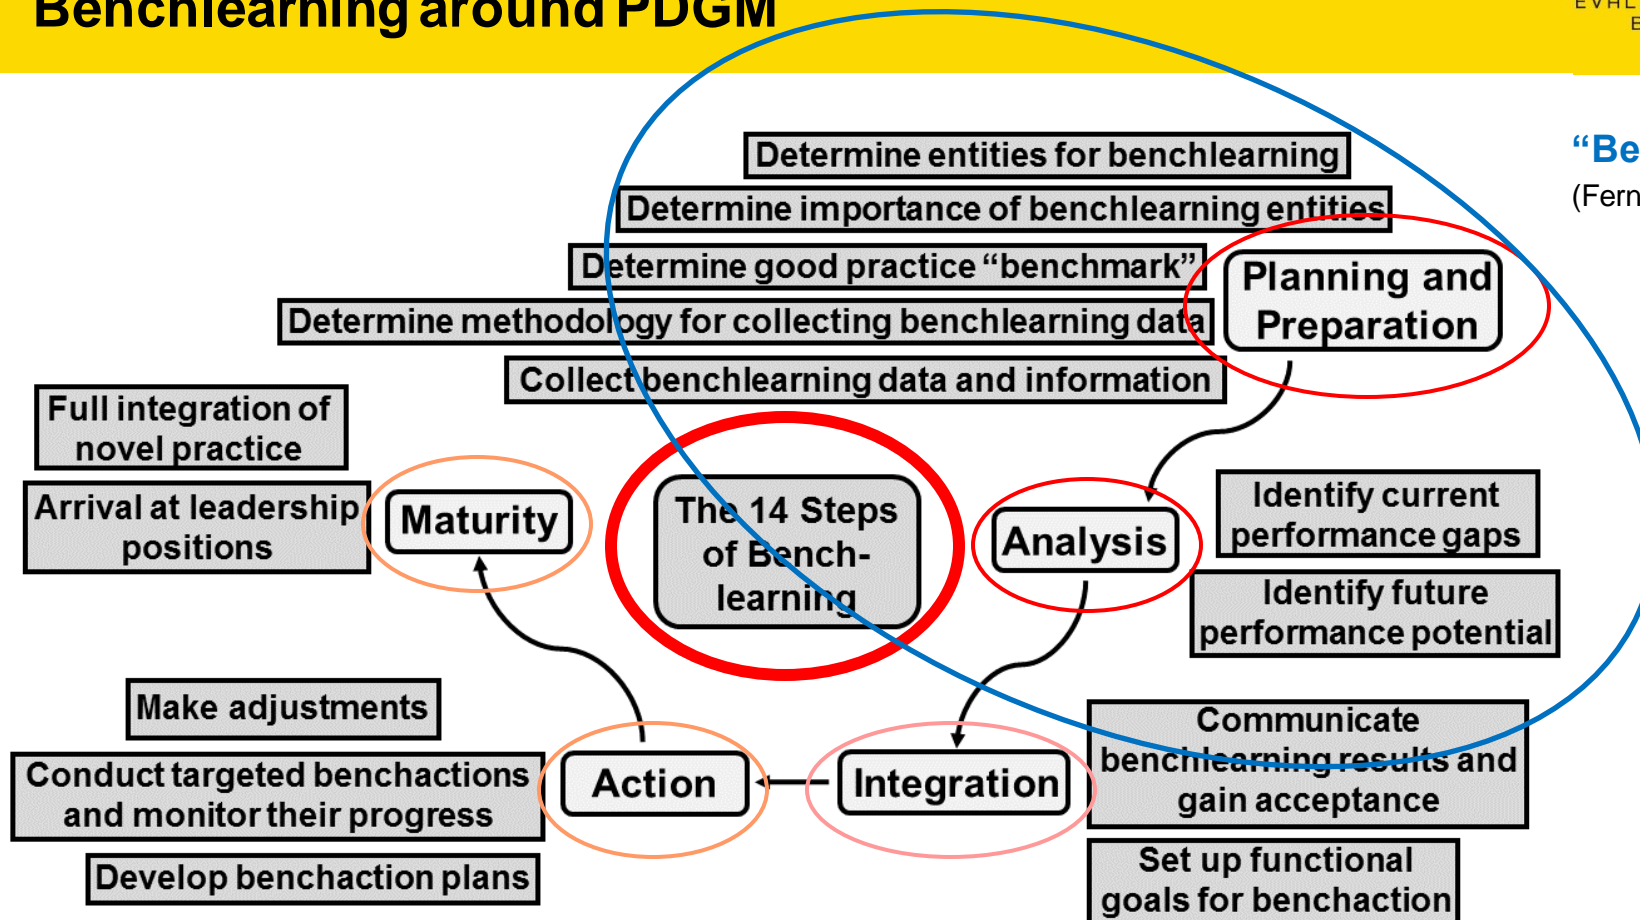 Benchlearning around PDGM
Determine entities for benchlearning
Determine importance of benchlearning entities
Determine good practice “benchmark”
Determine methodology for collecting benchlearning data
Collect benchlearning data and information
Planning and
Preparation
“Be
(Fern
Full integration of
novel practice
Arrival at leadership
positions
Maturity
The 14 Steps
of Bench-
learning
Analysis
Identify current
performance gaps
Identify future
performance potential
Make adjustments
Conduct targeted benchactions
and monitor their progress
Develop benchaction plans
Action
Integration
Communicate
benchlearning results and
gain acceptance
Set up functional
goals for benchaction